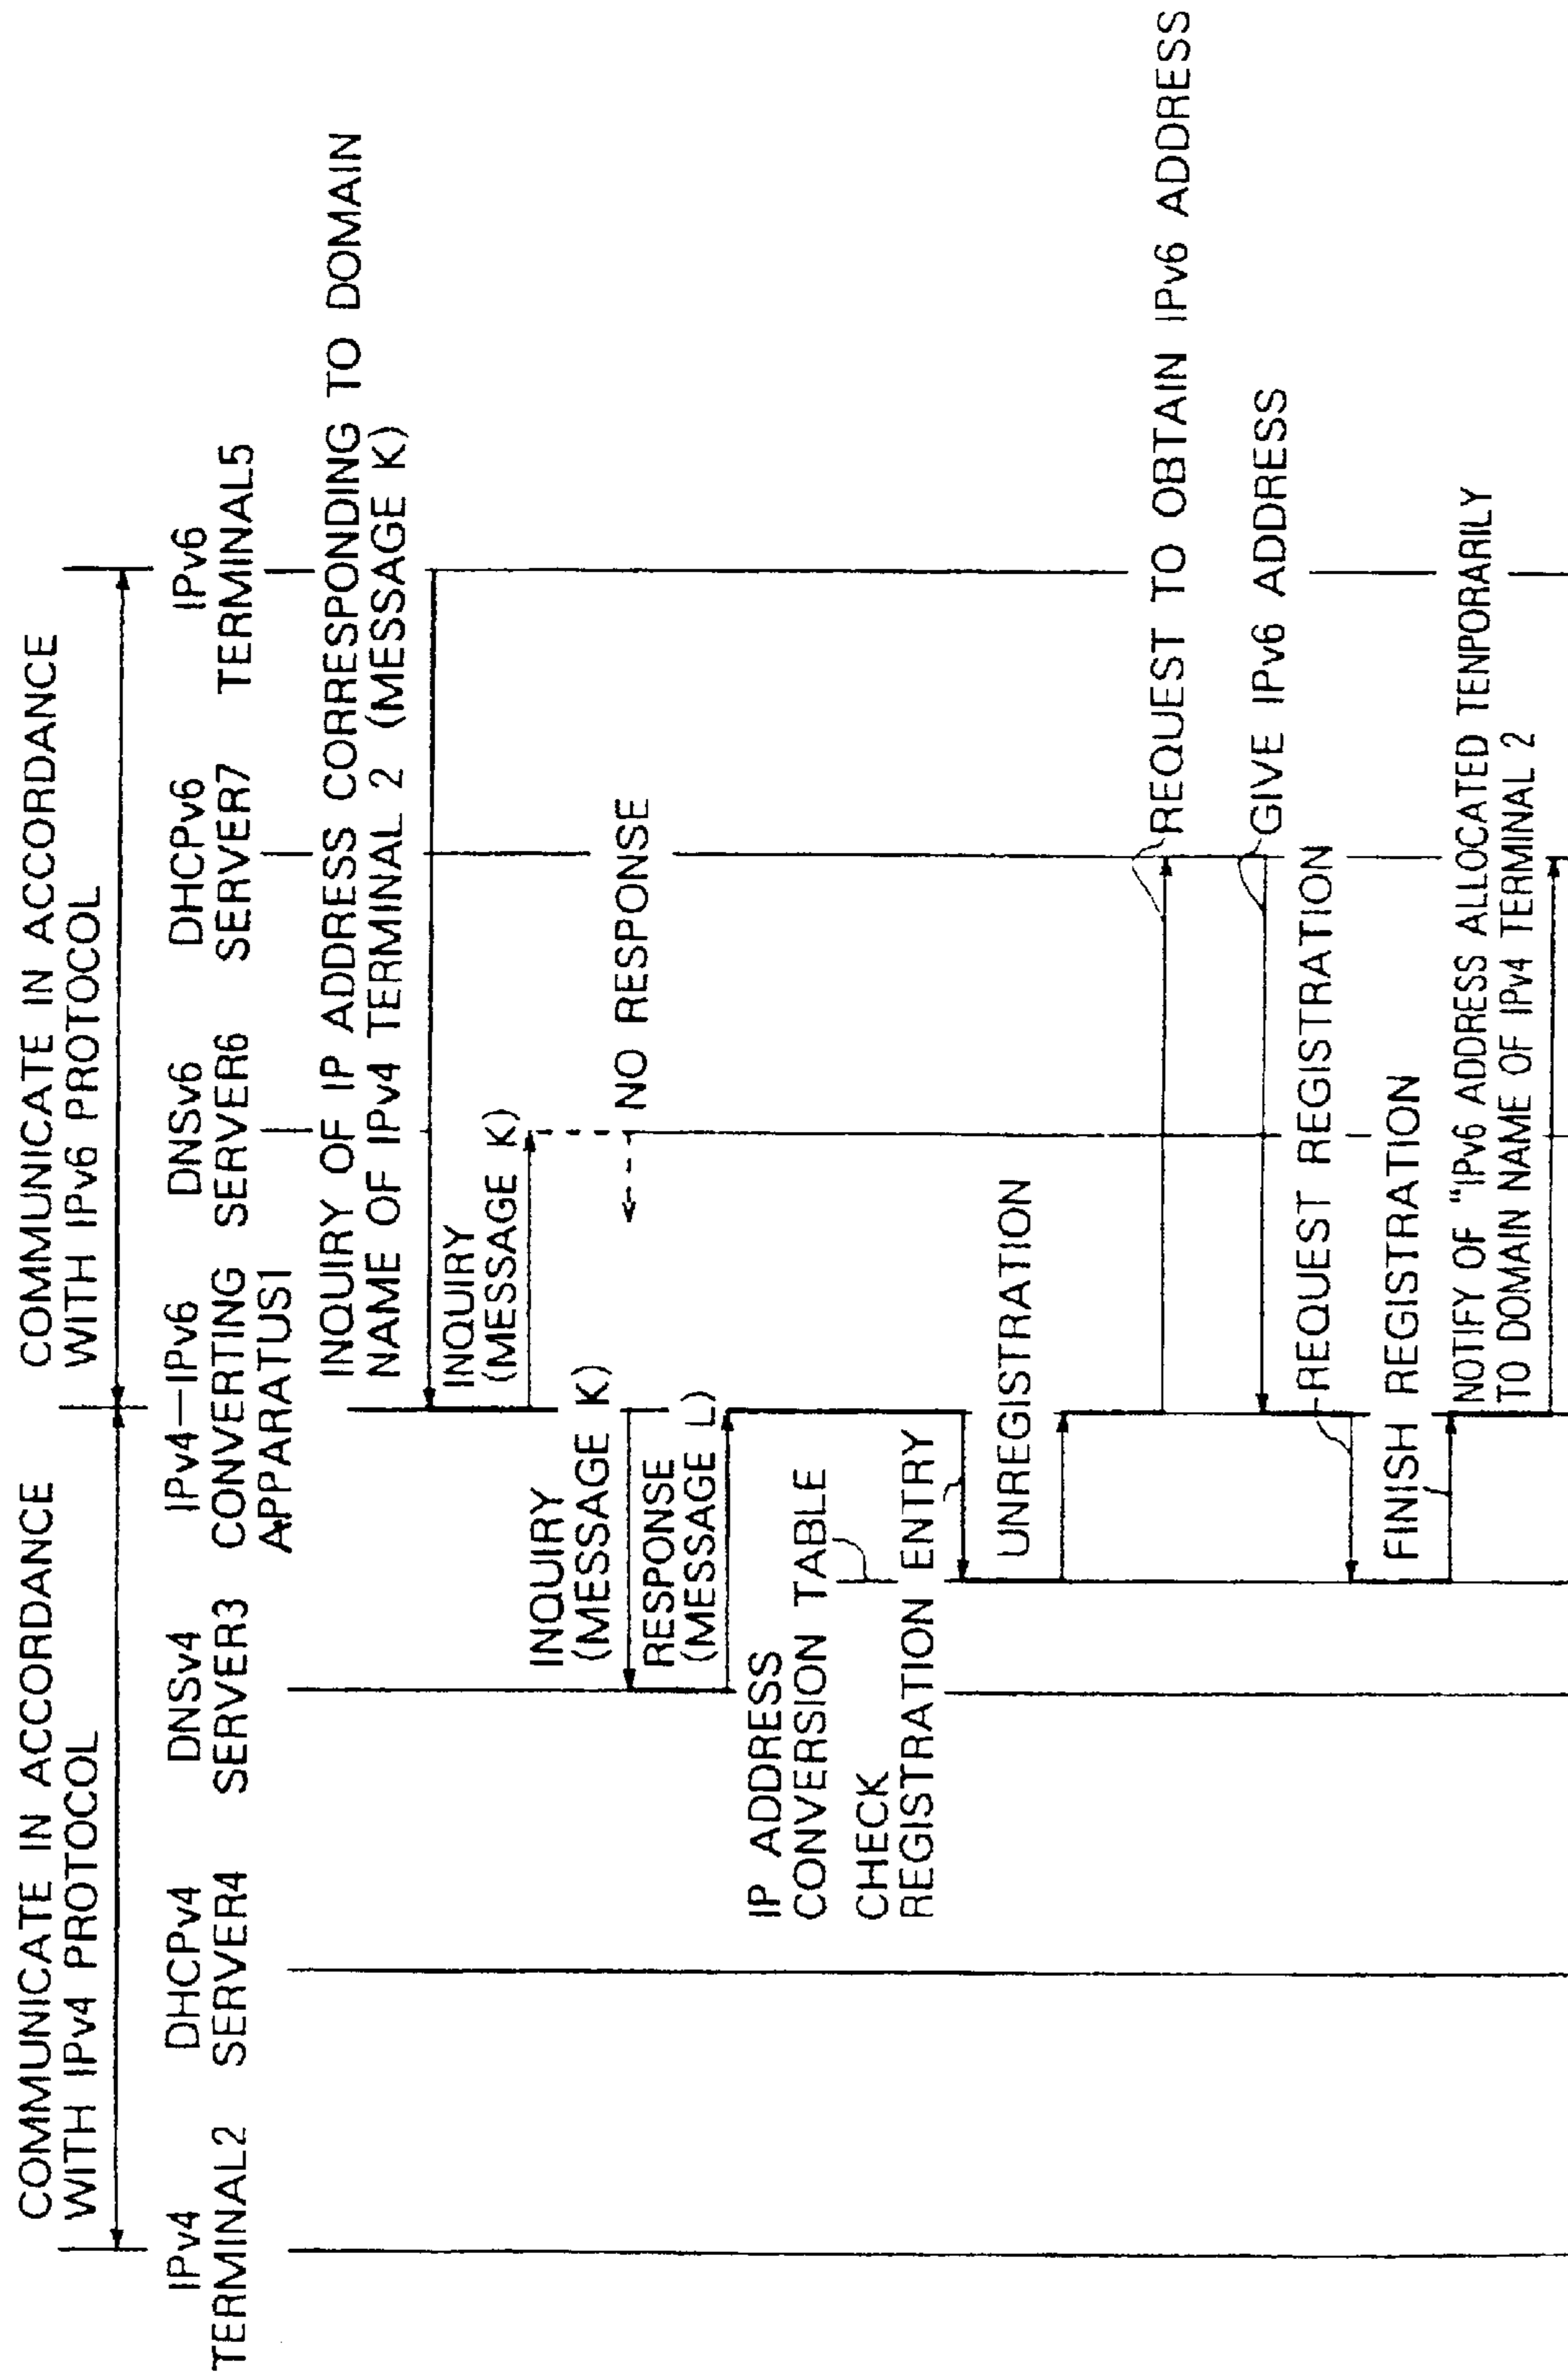 COMMUNICATE IN ACCORDANCE
WITH IPv4 PROTOCOL
COMMUNICATE IN ACCORDANCE
WITH IPv6 PROTOCOL
IPv4
TERMINAL2
DHCPv4
SERVER4
DNSv4
SERVER3
IPv4–IPv6
CONVERTING
APPARATUS1
DNSv6
SERVER6
DHCPv6
SERVER7
IPv6
TERMINAL5
INQUIRY OF IP ADDRESS CORRESPONDING TO DOMAIN
NAME OF IPv4 TERMINAL 2 (MESSAGE K)
INQUIRY
(MESSAGE K)
NO RESPONSE
INQUIRY
(MESSAGE K)
RESPONSE
(MESSAGE L)
IP ADDRESS
CONVERSION TABLE
CHECK
REGISTRATION ENTRY
UNREGISTRATION
REQUEST TO OBTAIN IPv6 ADDRESS
GIVE IPv6 ADDRESS
REQUEST REGISTRATION
FINISH REGISTRATION
NOTIFY OF "IPv6 ADDRESS ALLOCATED TENPORARILY
TO DOMAIN NAME OF IPv4 TERMINAL 2